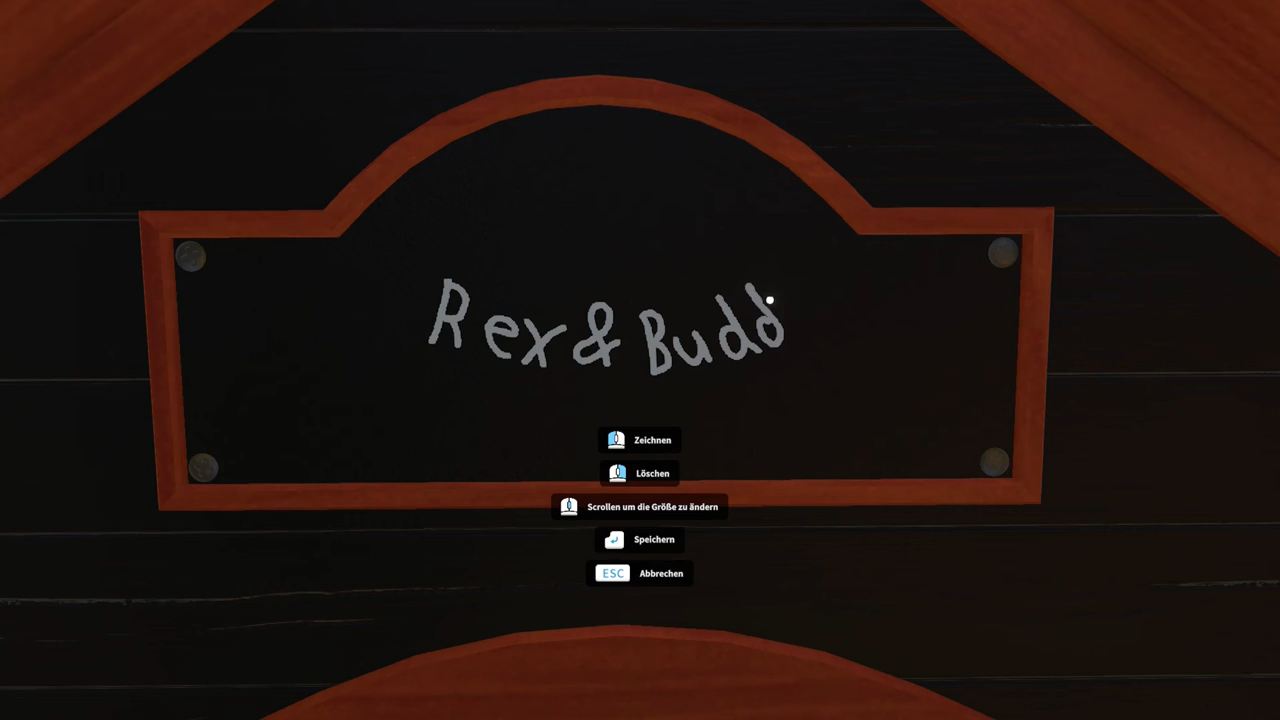 Rex & Budd
Zeichnen
Löschen
Scrollen um die Größe zu ändern
Speichern
ESC Abbrechen